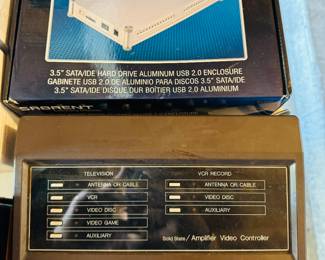 3.5" SATA/IDE HARD DRIVE ALUMINUM USB 2.0 ENCLOSURE
GABINETE USB 2.0 DE ALUMINIO PARA DISCOS 3.5" SATA/IDE
3.5" SATA/IDE DISQUE DUR BOÎTIER USB 2.0 ALUMINIUM
SABRENT
TELEVISION
ANTENNA OR CABLE
VCR
VIDEO DISC
VIDEO GAME
AUXILIARY
VCR RECORD
ANTENNA OR CABLE
VIDEO DISC
AUXILIARY
Solid State / Amplifier Video Controller